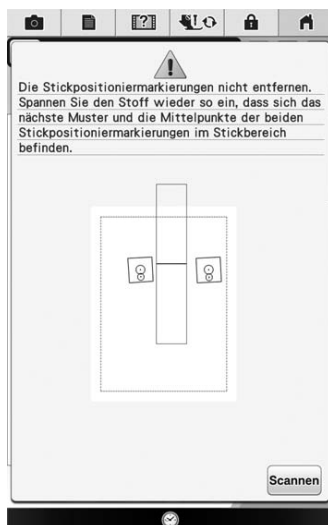 Die Stickpositioniermarkierungen nicht entfernen.
Spannen Sie den Stoff wieder so ein, dass sich das
nächste Muster und die Mittelpunkte der beiden
Stickpositioniermarkierungen im Stickbereich
befinden.
Scannen